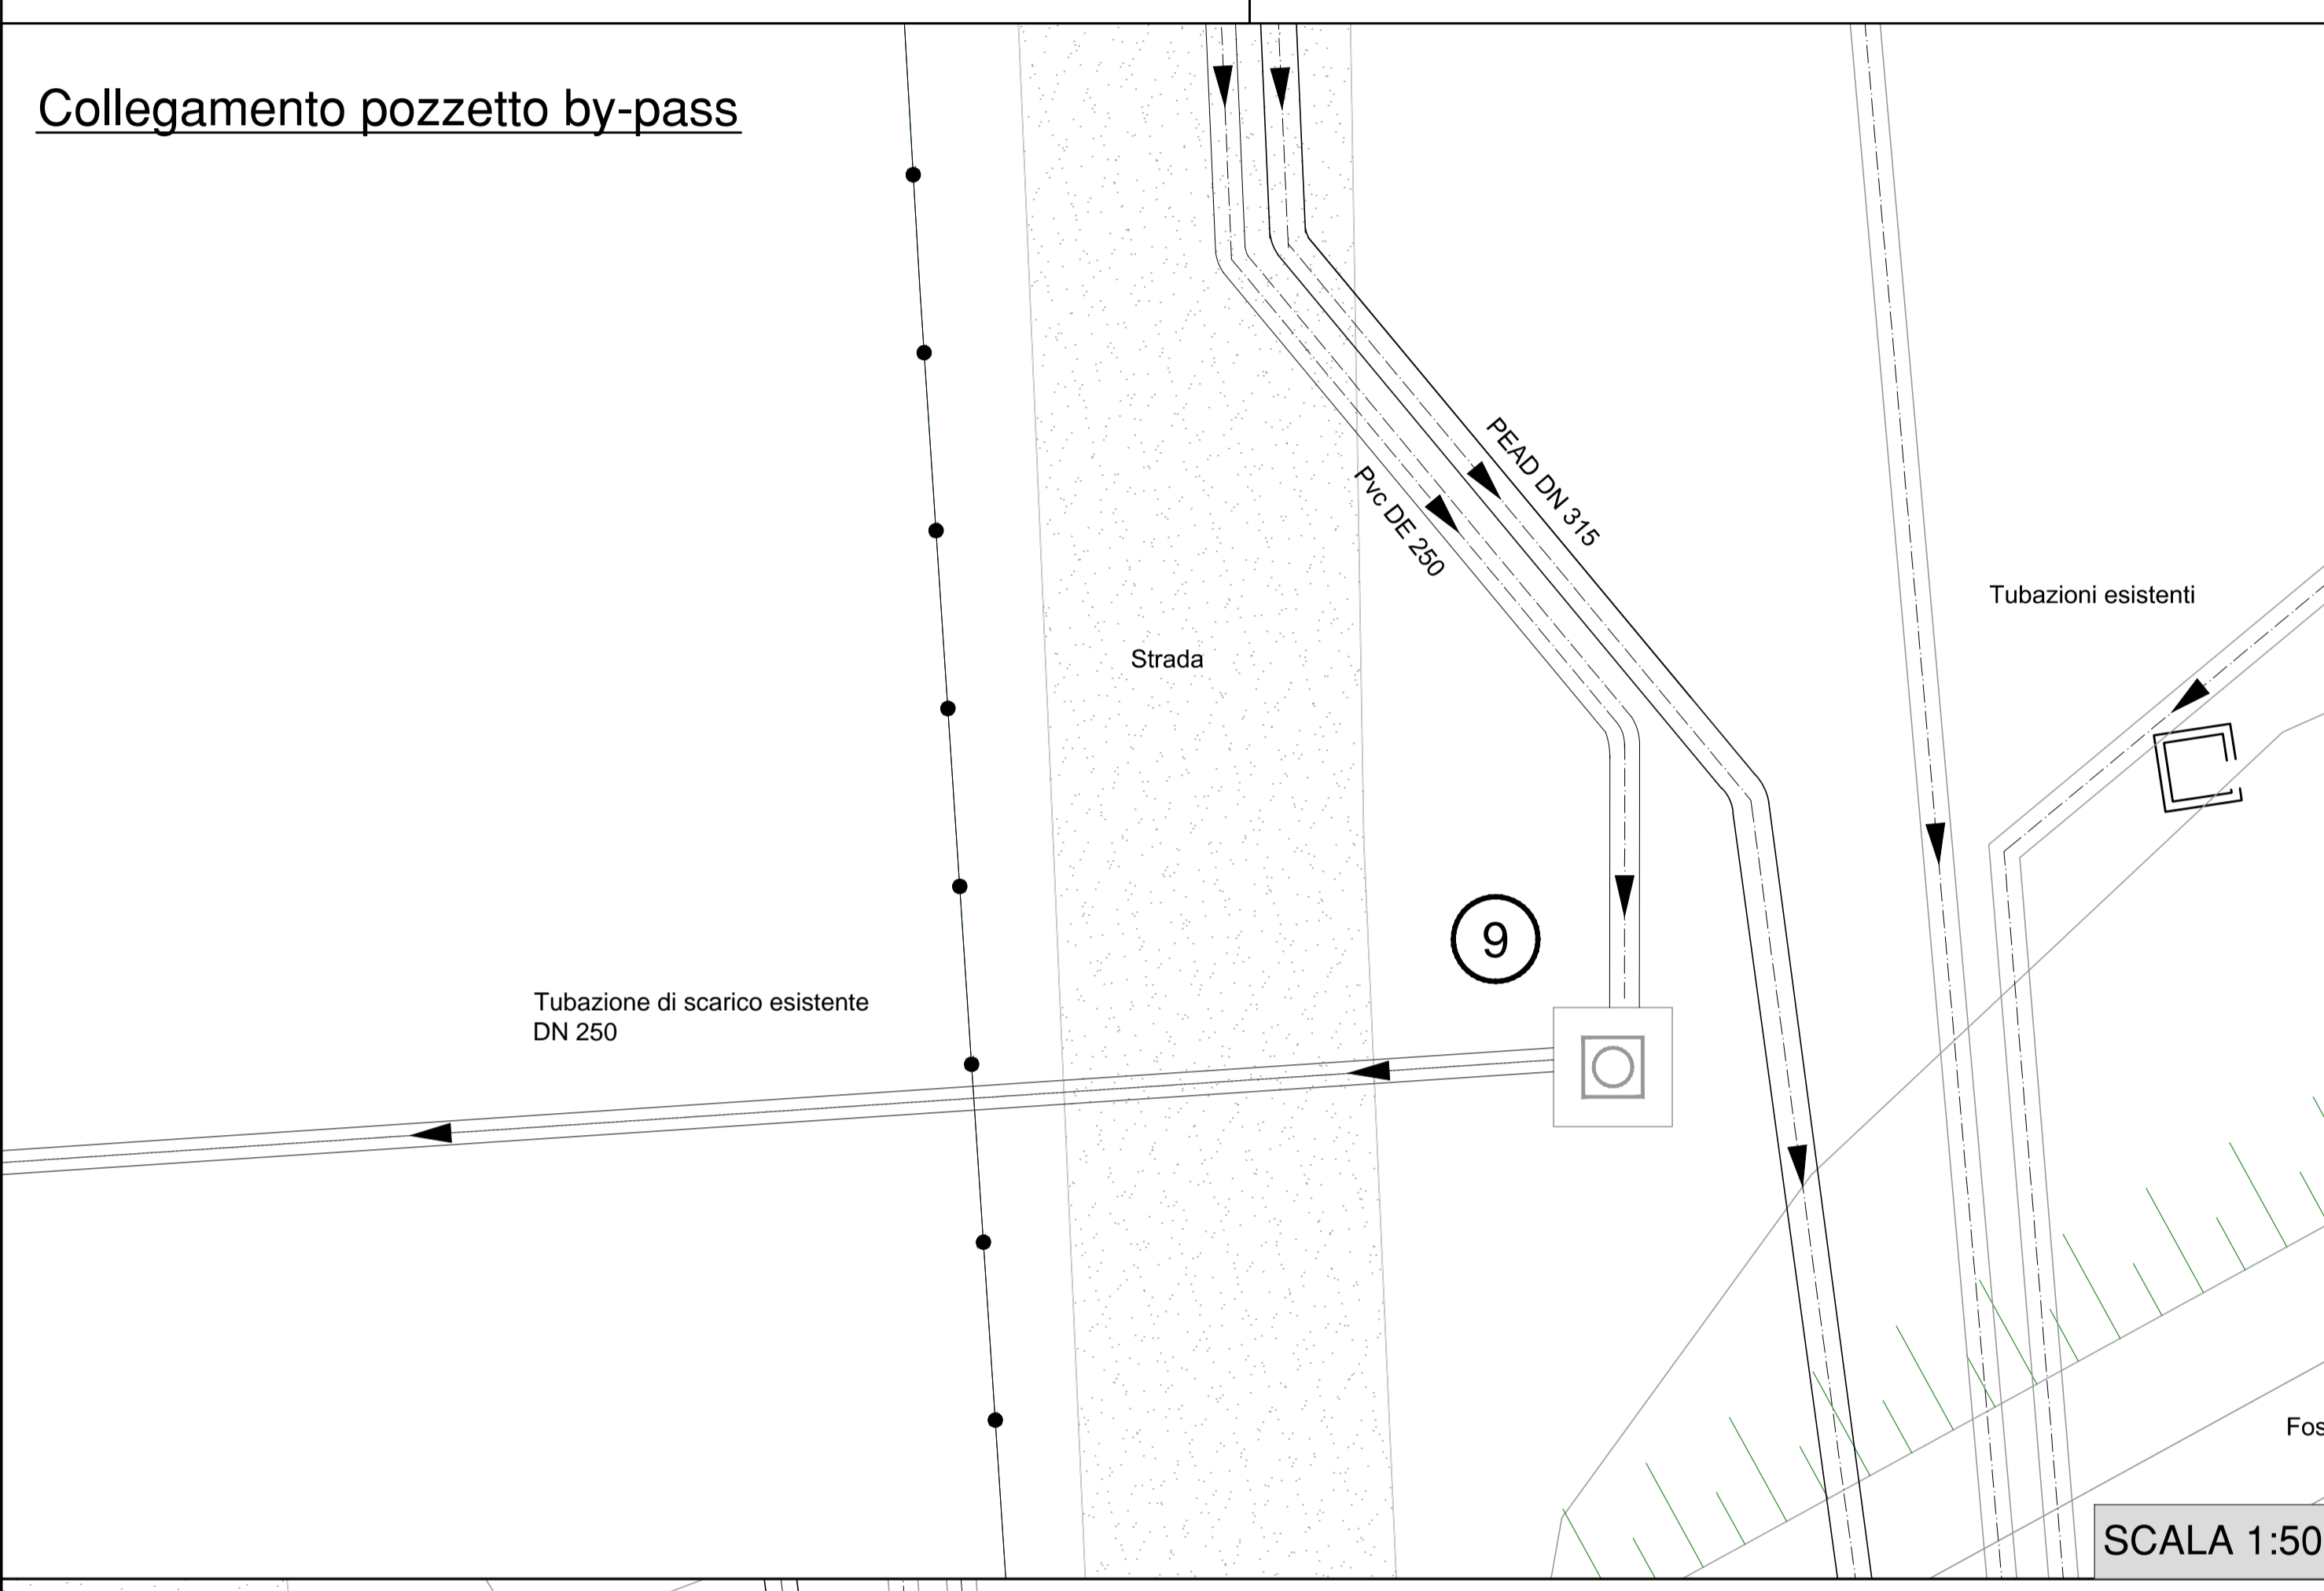 Collegamento pozzetto by-pass
PEAD DN 315
Pvc DE 250
Tubazioni esistenti
Strada
9
Tubazione di scarico esistente
DN 250
Fos
SCALA 1:50